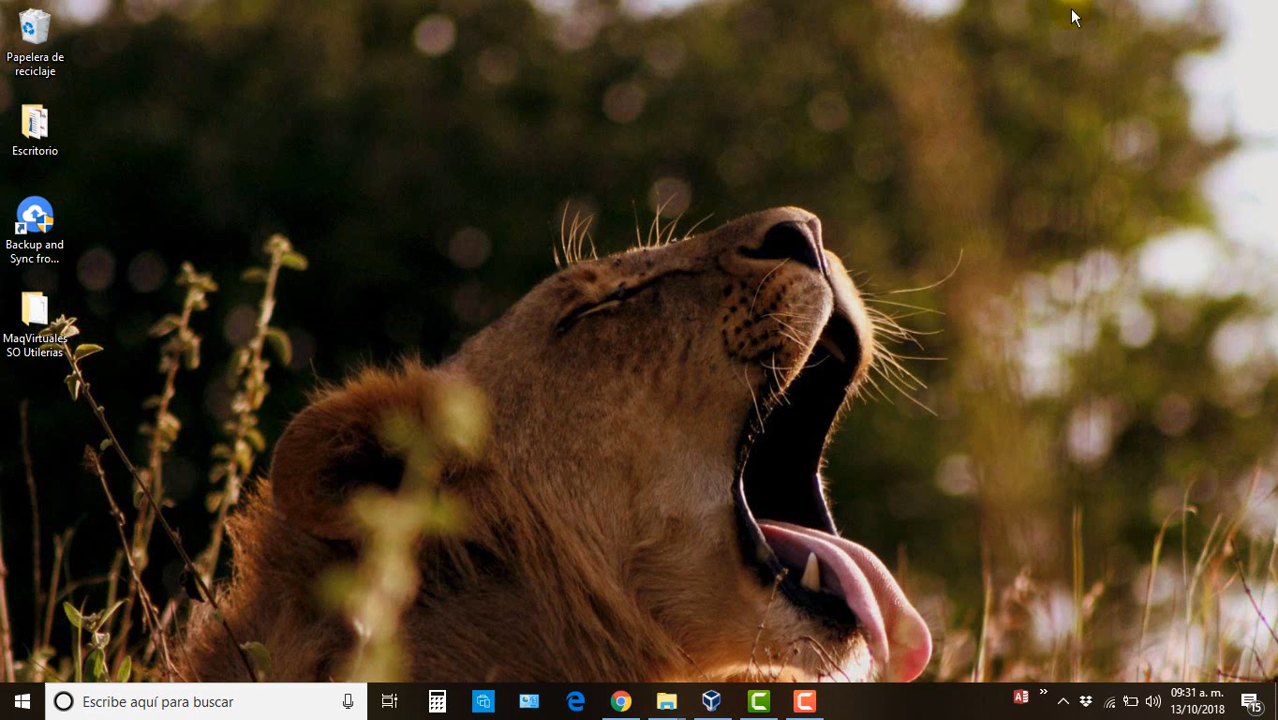 Papelera de
reciclaje
Escritorio
Backup and
Sync fro...
MaqVirtuales
SO Utilerias
Escribe aquí para buscar
09:31 a. m.
13/10/2018
15